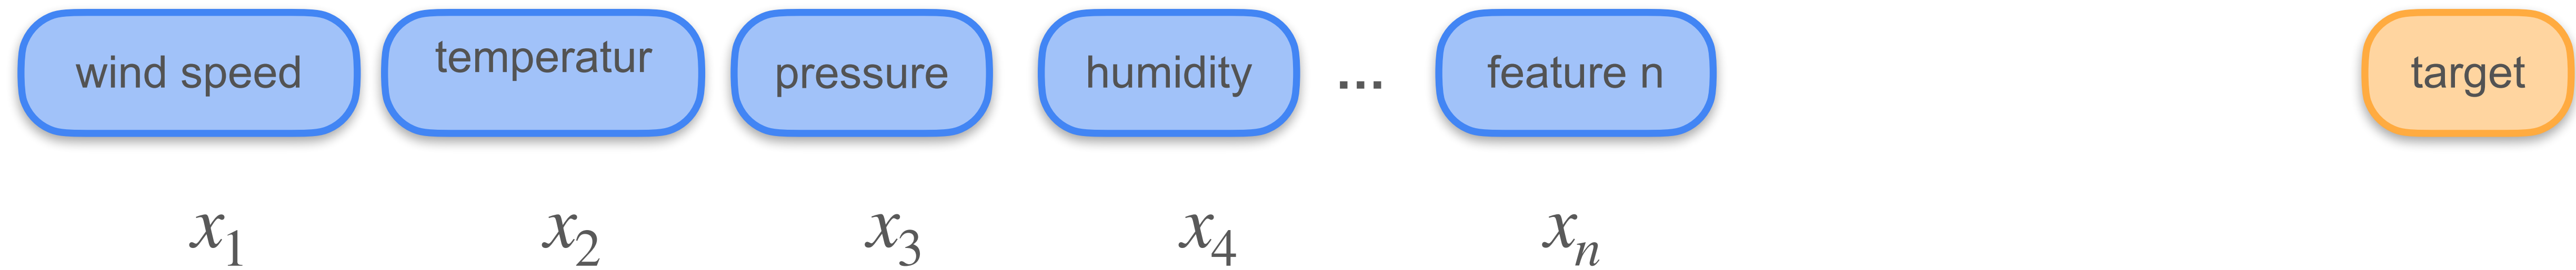 wind speed temperatur pressure humidity ... feature n target
x1 x2 x3 x4 xn